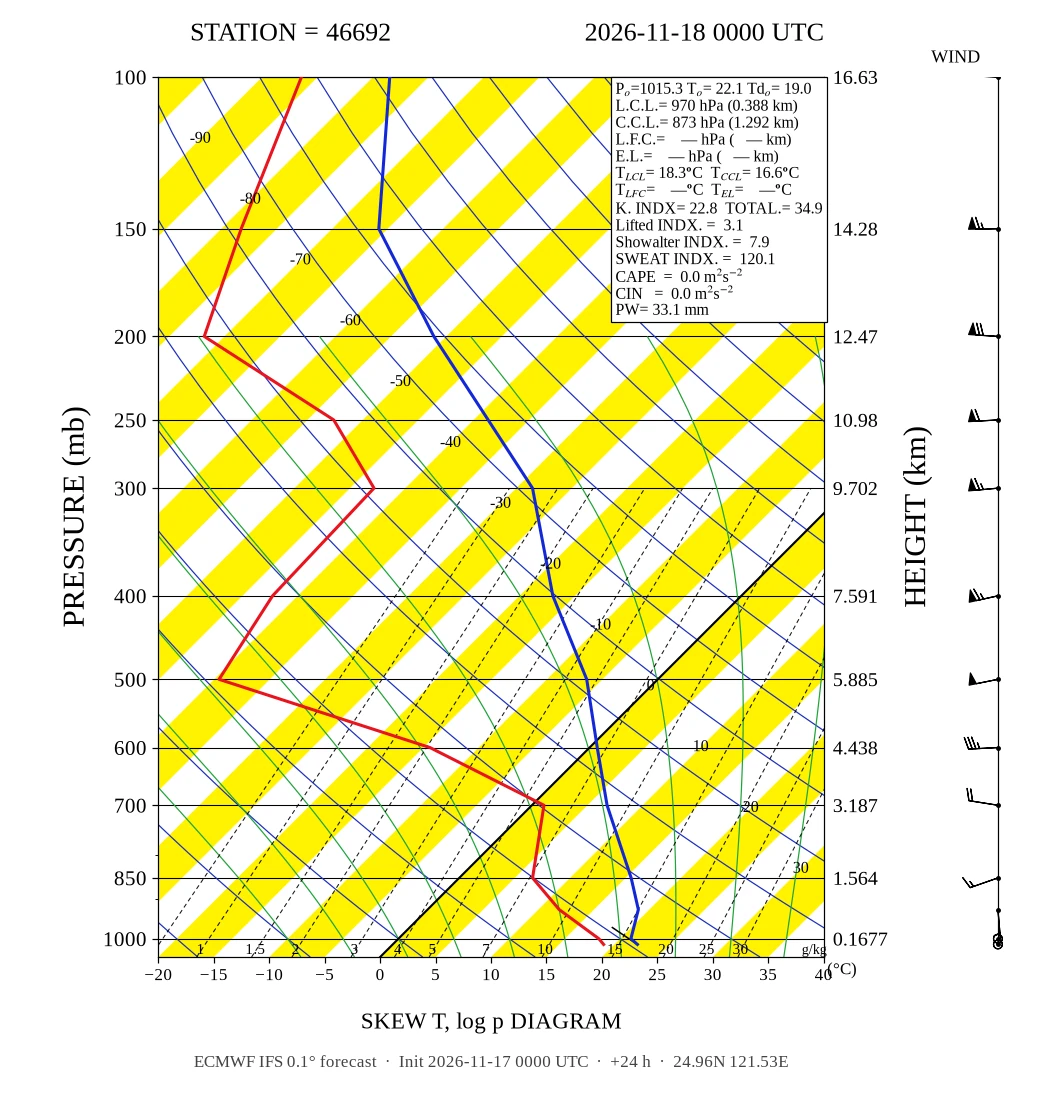 STATION = 46692
2026-11-18 0000 UTC
WIND
P₀=1015.3 T₀= 22.1 Td₀= 19.0
L.C.L.= 970 hPa (0.388 km)
C.C.L.= 873 hPa (1.292 km)
L.F.C.= — hPa ( — km)
E.L.= — hPa ( — km)
T_LCL= 18.3°C T_CCL= 16.6°C
T_LFC= —°C T_EL= —°C
K. INDX= 22.8 TOTAL.= 34.9
Lifted INDX. = 3.1
Showalter INDX. = 7.9
SWEAT INDX. = 120.1
CAPE = 0.0 m²s⁻²
CIN = 0.0 m²s⁻²
PW= 33.1 mm
100 16.63
-90
-80
150 14.28
-70
-60
200 12.47
-50
250 10.98
-40
300 9.702
-30
-20
400 7.591
-10
500 5.885
0
600 4.438
10
700 3.187
20
850 1.564
30
1000 0.1677
PRESSURE (mb)
HEIGHT (km)
1 1.5 2 3 4 5 7 10 15 20 25 30 g/kg
−20 −15 −10 −5 0 5 10 15 20 25 30 35 40 (°C)
SKEW T, log p DIAGRAM
ECMWF IFS 0.1° forecast · Init 2026-11-17 0000 UTC · +24 h · 24.96N 121.53E